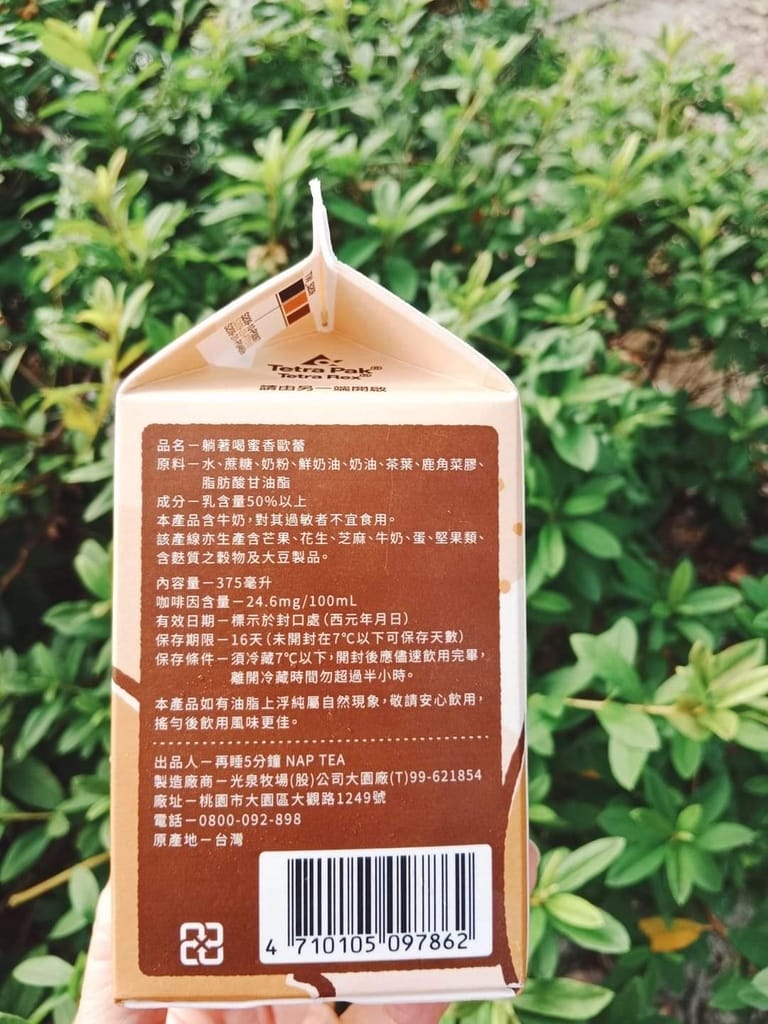 Tetra Pak®
Tetra Rex®
請由另一端開啟
品名－躺著喝蜜香歐蕾
原料－水、蔗糖、奶粉、鮮奶油、奶油、茶葉、鹿角菜膠、
脂肪酸甘油酯
成分－乳含量50%以上
本產品含牛奶，對其過敏者不宜食用。
該產線亦生產含芒果、花生、芝麻、牛奶、蛋、堅果類、
含麩質之穀物及大豆製品。
內容量－375毫升
咖啡因含量－24.6mg/100mL
有效日期－標示於封口處（西元年月日）
保存期限－16天（未開封在7℃以下可保存天數）
保存條件－須冷藏7℃以下，開封後應儘速飲用完畢，
離開冷藏時間勿超過半小時。
本產品如有油脂上浮純屬自然現象，敬請安心飲用，
搖勻後飲用風味更佳。
出品人－再睡5分鐘 NAP TEA
製造廠商－光泉牧場(股)公司大園廠(T)99-621854
廠址－桃園市大園區大觀路1249號
電話－0800-092-898
原產地－台灣
4 710105 097862